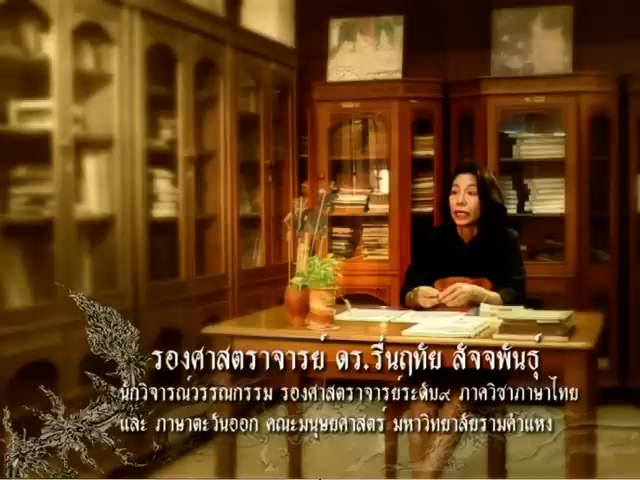 รองศาสตราจารย์ ดร.รื่นฤทัย สัจจพันธุ์
นักวิจารณ์วรรณกรรม รองศาสตราจารย์ระดับ๙ ภาควิชาภาษาไทย
และ ภาษาตะวันออก คณะมนุษยศาสตร์ มหาวิทยาลัยรามคำแหง